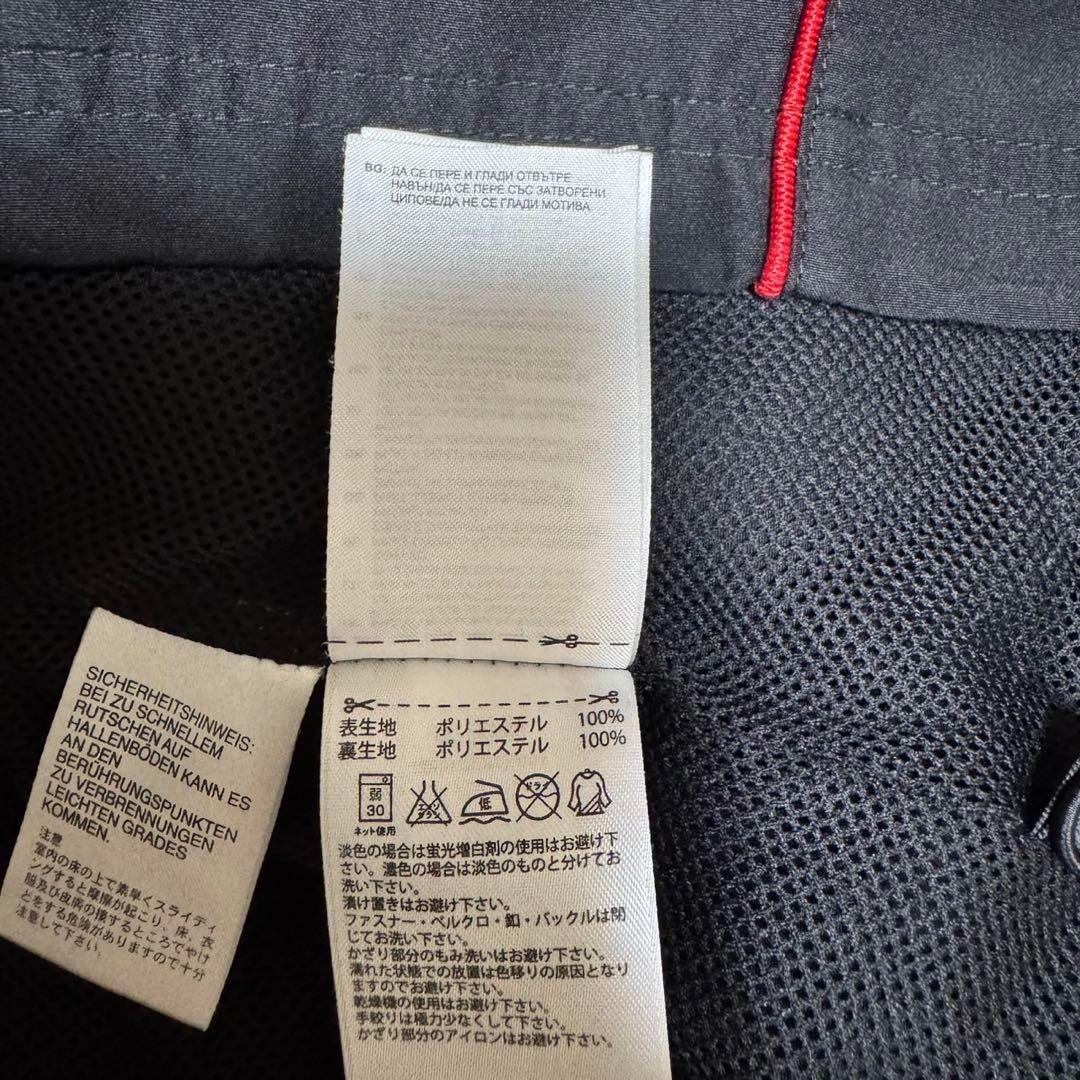 BG: ДА СЕ ПЕРЕ И ГЛАДИ ОТВЪТРЕ
НАВЪН/ДА СЕ ПЕРЕ СЪС ЗАТВОРЕНИ
ЦИПОВЕ/ДА НЕ СЕ ГЛАДИ МОТИВА
SICHERHEITSHINWEIS:
BEI ZU SCHNELLEM
RUTSCHEN AUF
HALLENBÖDEN KANN ES
AN DEN
BERÜHRUNGSPUNKTEN
ZU VERBRENNUNGEN
LEICHTEN GRADES
KOMMEN.
注意
室内の床の上で素早くスライディ
ングすると摩擦が起こり、床、衣
服及び皮膚の接するところでやけ
どをする危険がありますので十分
注意して下さい。
表生地 ポリエステル 100%
裏生地 ポリエステル 100%
弱
30
エンソ
サラシ
低
ドライ
ネット使用
淡色の場合は蛍光増白剤の使用はお避け下
さい。濃色の場合は淡色のものと分けてお
洗い下さい。
漬け置きはお避け下さい。
ファスナー・ベルクロ・釦・バックルは閉
じてお洗い下さい。
かざり部分のもみ洗いはお避け下さい。
濡れた状態での放置は色移りの原因となり
ますのでお避け下さい。
乾燥機の使用はお避け下さい。
手絞りは極力少なくして下さい。
かざり部分のアイロンはお避け下さい。